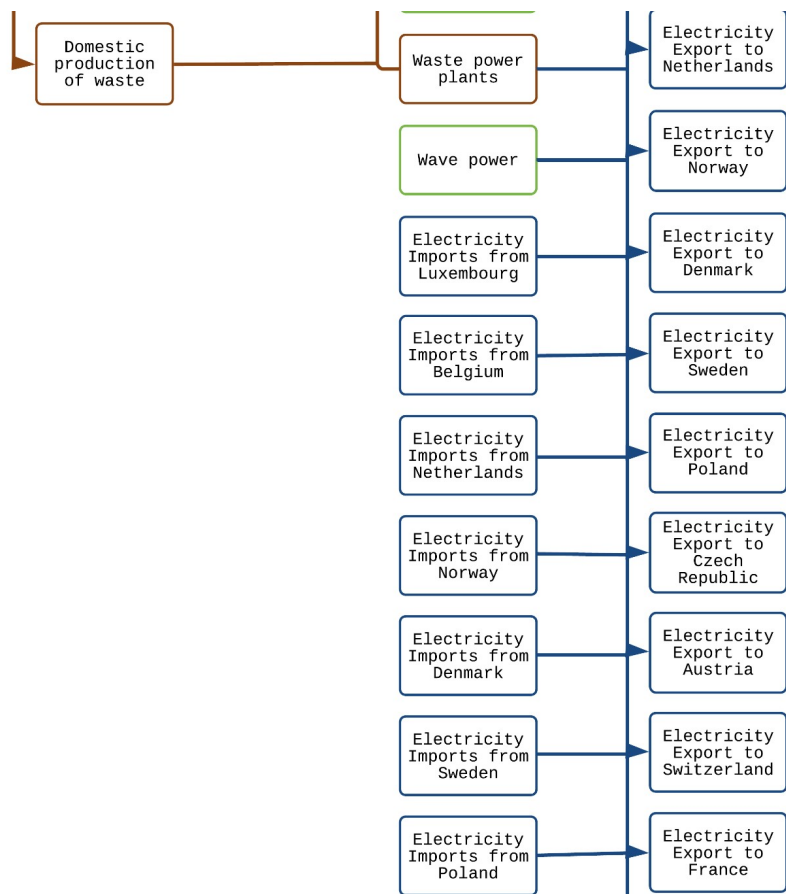 Domestic
production
of waste
Waste power
plants
Wave power
Electricity
Imports from
Luxembourg
Electricity
Imports from
Belgium
Electricity
Imports from
Netherlands
Electricity
Imports from
Norway
Electricity
Imports from
Denmark
Electricity
Imports from
Sweden
Electricity
Imports from
Poland
Electricity
Export to
Netherlands
Electricity
Export to
Norway
Electricity
Export to
Denmark
Electricity
Export to
Sweden
Electricity
Export to
Poland
Electricity
Export to
Czech
Republic
Electricity
Export to
Austria
Electricity
Export to
Switzerland
Electricity
Export to
France